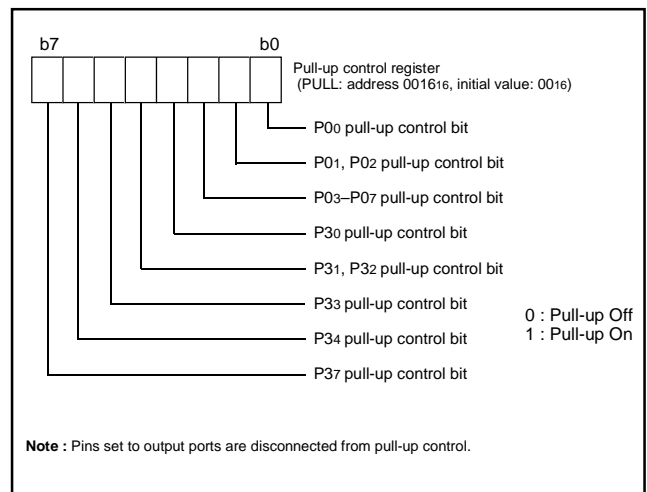 b7 b0
Pull-up control register
(PULL: address 001616, initial value: 0016)
P00 pull-up control bit
P01, P02 pull-up control bit
P03–P07 pull-up control bit
P30 pull-up control bit
P31, P32 pull-up control bit
P33 pull-up control bit
P34 pull-up control bit
P37 pull-up control bit
0 : Pull-up Off
1 : Pull-up On
Note : Pins set to output ports are disconnected from pull-up control.